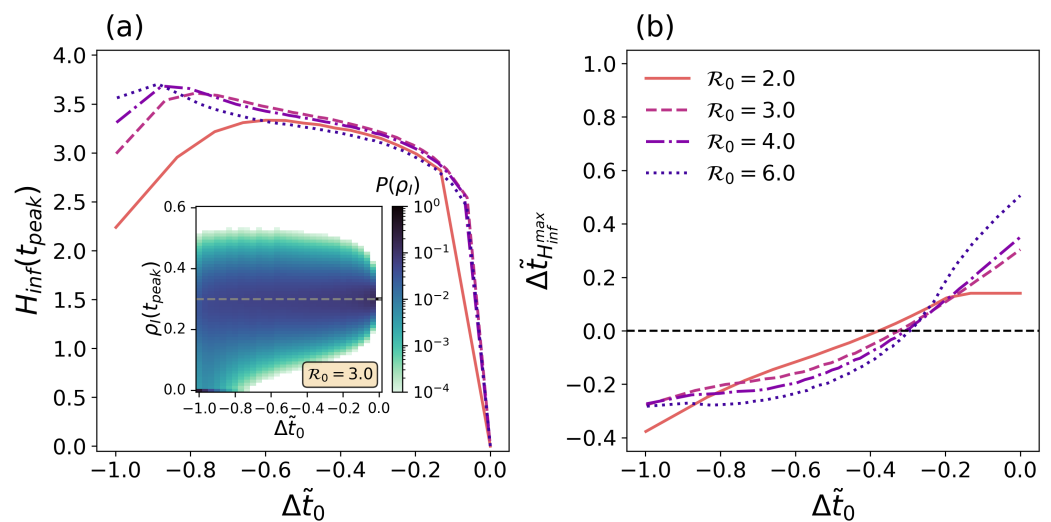 (a)
H_inf(t_peak)
4.0
3.5
3.0
2.5
2.0
1.5
1.0
0.5
0.0
−1.0 −0.8 −0.6 −0.4 −0.2 0.0
Δt̃_0
P(ρ_I)
10^0
10^−1
10^−2
10^−3
10^−4
ρ_I(t_peak)
0.6
0.4
0.2
0.0
ℛ_0 = 3.0
−1.0 −0.8 −0.6 −0.4 −0.2 0.0
Δt̃_0
(b)
Δt̃_{H_inf^max}
1.0
0.8
0.6
0.4
0.2
0.0
−0.2
−0.4
ℛ_0 = 2.0
ℛ_0 = 3.0
ℛ_0 = 4.0
ℛ_0 = 6.0
−1.0 −0.8 −0.6 −0.4 −0.2 0.0
Δt̃_0